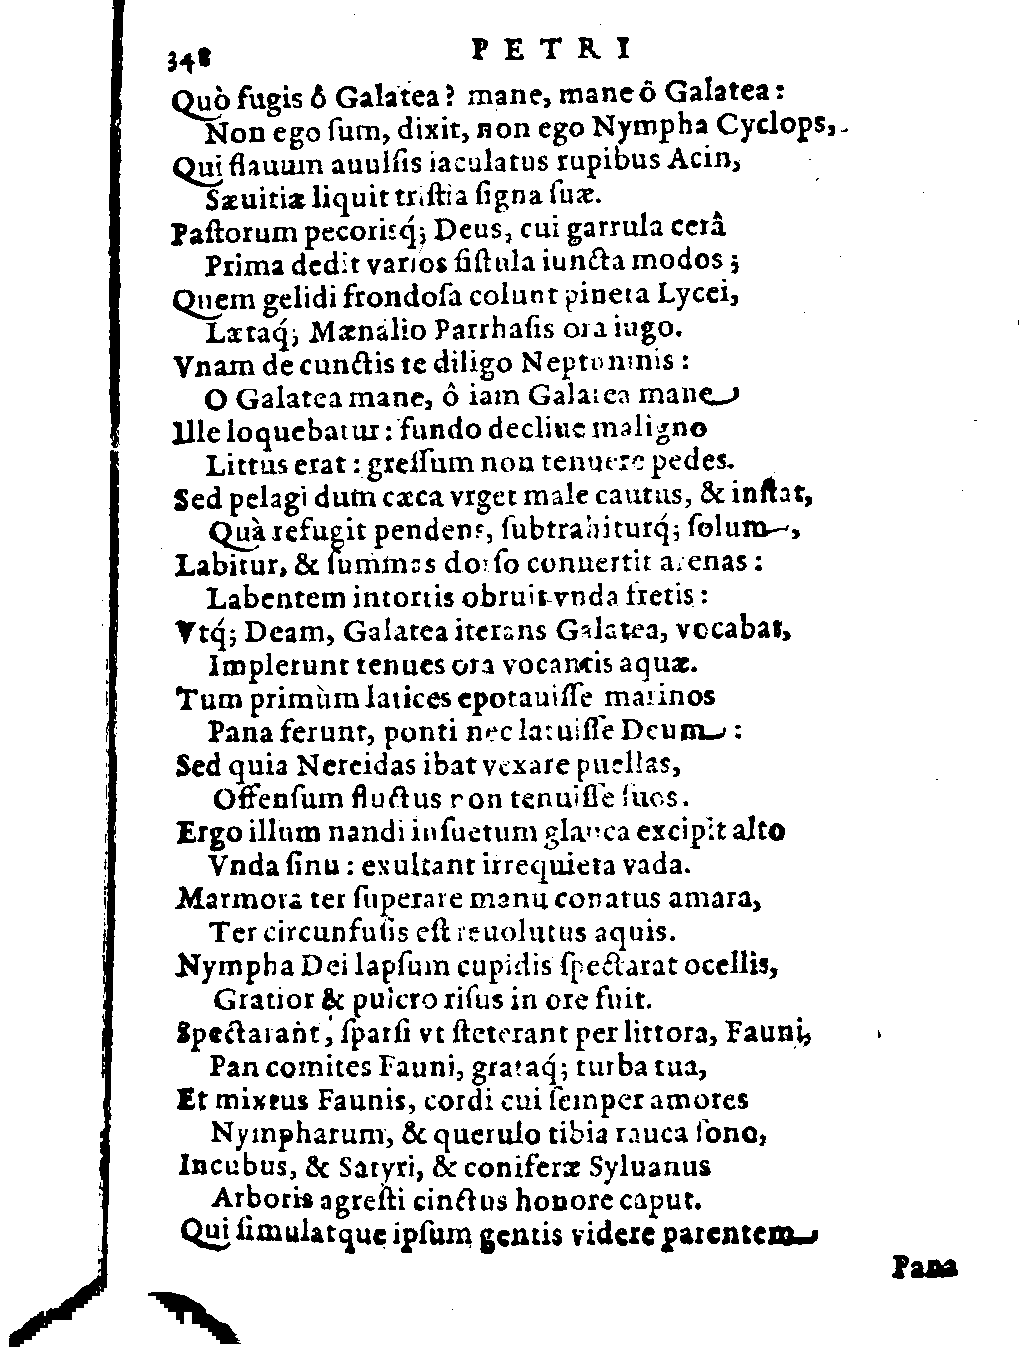 348 PETRI
Quò fugis ô Galatea? mane, mane ô Galatea:
Non ego ſum, dixit, non ego Nympha Cyclops,
Qui flauum auulſis iaculatus rupibus Acin,
Sæuitiæ liquit triſtia ſigna ſuæ.
Paſtorum pecoriſq́; Deus, cui garrula cerâ
Prima dedit varios fiſtula iuncta modos;
Quem gelidi frondoſa colunt pineta Lycei,
Lætaq́; Mænalio Parrhaſis ora iugo.
Vnam de cunctis te diligo Neptuninis:
O Galatea mane, ô iam Galatea mane
Ille loquebatur: fundo decliue maligno
Littus erat: greſſum non tenuere pedes.
Sed pelagi dum cæca vrget male cautus, & inſtat,
Quà refugit pendens, ſubtrahiturq́; ſolum,
Labitur, & ſummas dorſo conuertit arenas:
Labentem intortis obruit vnda fretis:
Vtq́; Deam, Galatea iterans Galatea, vocabat,
Implerunt tenues ora vocantis aquæ.
Tum primùm latices epotauiſſe marinos
Pana ferunt, ponti nec latuiſſe Deum:
Sed quia Nereidas ibat vexare puellas,
Offenſum fluctus non tenuiſſe ſuos.
Ergo illum nandi inſuetum glauca excipit alto
Vnda ſinu: exultant irrequieta vada.
Marmora ter ſuperare manu conatus amara,
Ter circunfuſis eſt reuolutus aquis.
Nympha Dei lapſum cupidis ſpectarat ocellis,
Gratior & pulcro riſus in ore fuit.
Spectarant, ſparſi vt ſteterant per littora, Fauni,
Pan comites Fauni, grataq́; turba tua,
Et mixtus Faunis, cordi cui ſemper amores
Nympharum, & querulo tibia rauca ſono,
Incubus, & Satyri, & coniferæ Syluanus
Arboris agreſti cinctus honore caput.
Qui ſimulatque ipſum gentis videre parentem
Pana